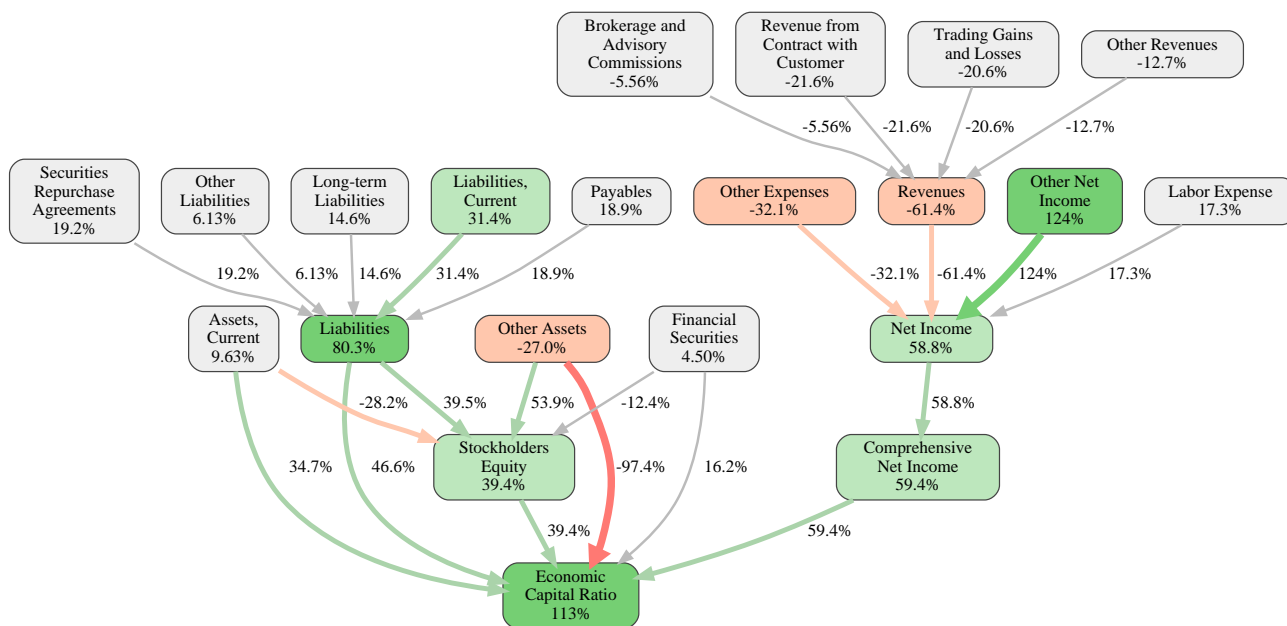 Brokerage and
Advisory
Commissions
-5.56%
Revenue from
Contract with
Customer
-21.6%
Trading Gains
and Losses
-20.6%
Other Revenues
-12.7%
-5.56%
-21.6%
-20.6%
-12.7%
Securities
Repurchase
Agreements
19.2%
Other
Liabilities
6.13%
Long-term
Liabilities
14.6%
Liabilities,
Current
31.4%
Payables
18.9%
Other Expenses
-32.1%
Revenues
-61.4%
Other Net
Income
124%
Labor Expense
17.3%
19.2%
6.13%
14.6%
31.4%
18.9%
-32.1%
-61.4%
124%
17.3%
Assets,
Current
9.63%
Liabilities
80.3%
Other Assets
-27.0%
Financial
Securities
4.50%
Net Income
58.8%
-28.2%
39.5%
53.9%
-12.4%
58.8%
Stockholders
Equity
39.4%
Comprehensive
Net Income
59.4%
34.7%
46.6%
-97.4%
16.2%
39.4%
59.4%
Economic
Capital Ratio
113%